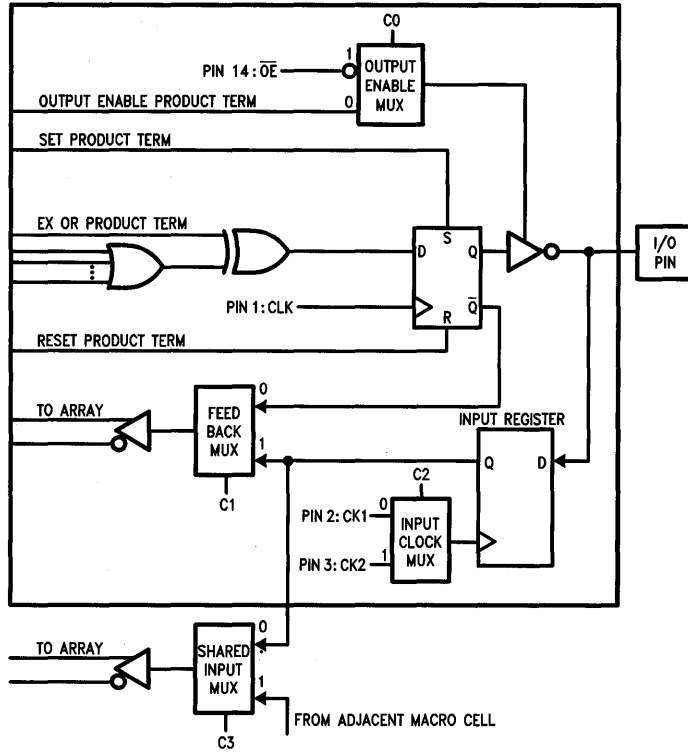 C0
1
PIN 14: OE
OUTPUT
ENABLE
MUX
OUTPUT ENABLE PRODUCT TERM
0
SET PRODUCT TERM
EX OR PRODUCT TERM
S
D
Q
I/O
PIN
PIN 1: CLK
Q
R
RESET PRODUCT TERM
0
TO ARRAY
FEED
BACK
MUX
1
C1
INPUT REGISTER
Q
D
C2
PIN 2: CK1
0
INPUT
CLOCK
MUX
PIN 3: CK2
1
0
TO ARRAY
SHARED
INPUT
MUX
1
C3
FROM ADJACENT MACRO CELL